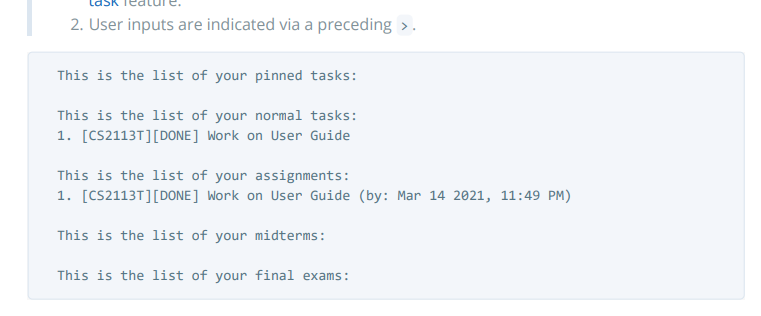 task feature.
2. User inputs are indicated via a preceding > .
This is the list of your pinned tasks:
This is the list of your normal tasks:
1. [CS2113T][DONE] Work on User Guide
This is the list of your assignments:
1. [CS2113T][DONE] Work on User Guide (by: Mar 14 2021, 11:49 PM)
This is the list of your midterms:
This is the list of your final exams: